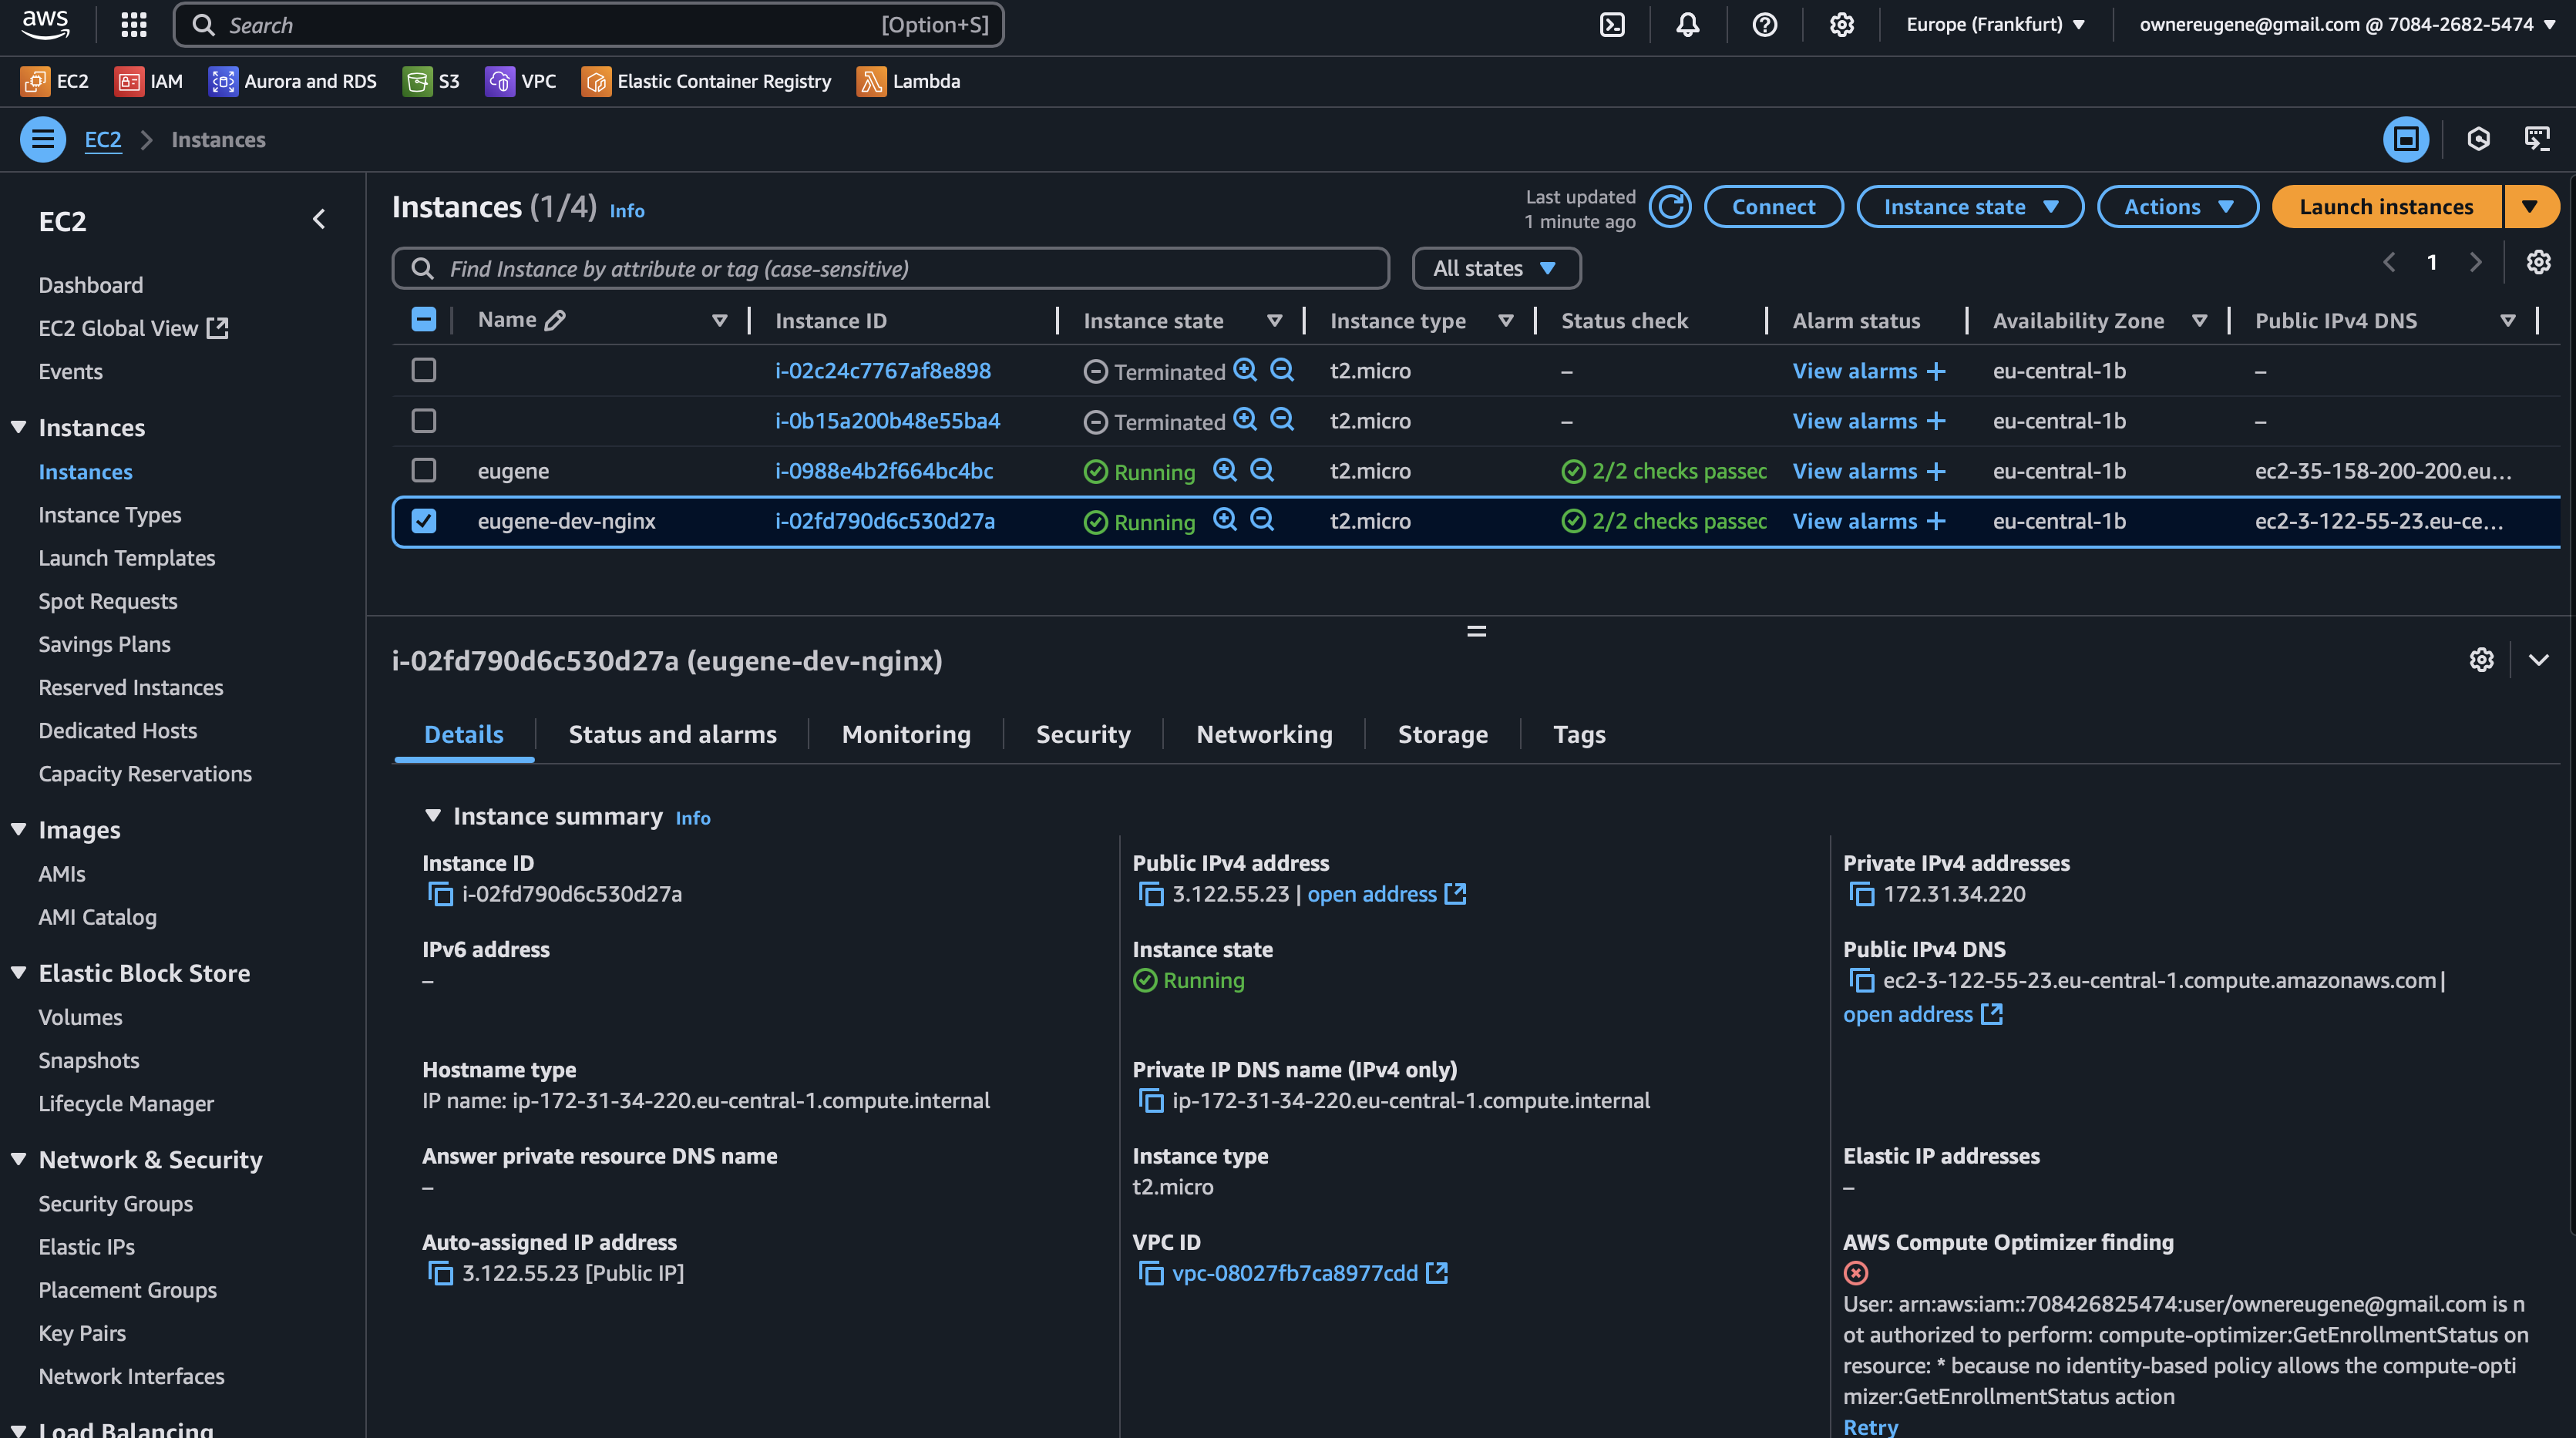 aws
Search [Option+S]
Europe (Frankfurt)
ownereugene@gmail.com @ 7084-2682-5474
EC2
IAM
Aurora and RDS
S3
VPC
Elastic Container Registry
Lambda
EC2
Instances
EC2
Dashboard
EC2 Global View
Events
Instances
Instances
Instance Types
Launch Templates
Spot Requests
Savings Plans
Reserved Instances
Dedicated Hosts
Capacity Reservations
Images
AMIs
AMI Catalog
Elastic Block Store
Volumes
Snapshots
Lifecycle Manager
Network & Security
Security Groups
Elastic IPs
Placement Groups
Key Pairs
Network Interfaces
Load Balancing
Instances (1/4) Info
Last updated
1 minute ago
Connect
Instance state
Actions
Launch instances
Find Instance by attribute or tag (case-sensitive)
All states
1
Name Instance ID Instance state Instance type Status check Alarm status Availability Zone Public IPv4 DNS
i-02c24c7767af8e898 Terminated t2.micro – View alarms + eu-central-1b –
i-0b15a200b48e55ba4 Terminated t2.micro – View alarms + eu-central-1b –
eugene i-0988e4b2f664bc4bc Running t2.micro 2/2 checks passec View alarms + eu-central-1b ec2-35-158-200-200.eu...
eugene-dev-nginx i-02fd790d6c530d27a Running t2.micro 2/2 checks passec View alarms + eu-central-1b ec2-3-122-55-23.eu-ce...
i-02fd790d6c530d27a (eugene-dev-nginx)
Details
Status and alarms
Monitoring
Security
Networking
Storage
Tags
Instance summary Info
Instance ID
i-02fd790d6c530d27a
Public IPv4 address
3.122.55.23 | open address
Private IPv4 addresses
172.31.34.220
IPv6 address
–
Instance state
Running
Public IPv4 DNS
ec2-3-122-55-23.eu-central-1.compute.amazonaws.com |
open address
Hostname type
IP name: ip-172-31-34-220.eu-central-1.compute.internal
Private IP DNS name (IPv4 only)
ip-172-31-34-220.eu-central-1.compute.internal
Answer private resource DNS name
–
Instance type
t2.micro
Elastic IP addresses
–
Auto-assigned IP address
3.122.55.23 [Public IP]
VPC ID
vpc-08027fb7ca8977cdd
AWS Compute Optimizer finding
User: arn:aws:iam::708426825474:user/ownereugene@gmail.com is n
ot authorized to perform: compute-optimizer:GetEnrollmentStatus on
resource: * because no identity-based policy allows the compute-opti
mizer:GetEnrollmentStatus action
Retry